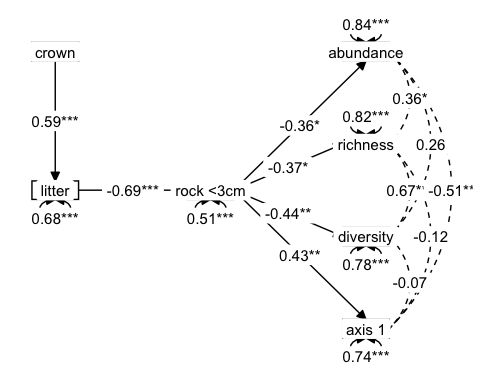 0.84***
crown
abundance
0.36*
0.59***
0.82***
-0.36*
richness
0.26
-0.37*
[ litter ]
-0.69***
rock <3cm
0.67*
-0.51**
0.68***
0.51***
-0.44**
diversity
-0.12
0.43**
0.78***
-0.07
axis 1
0.74***